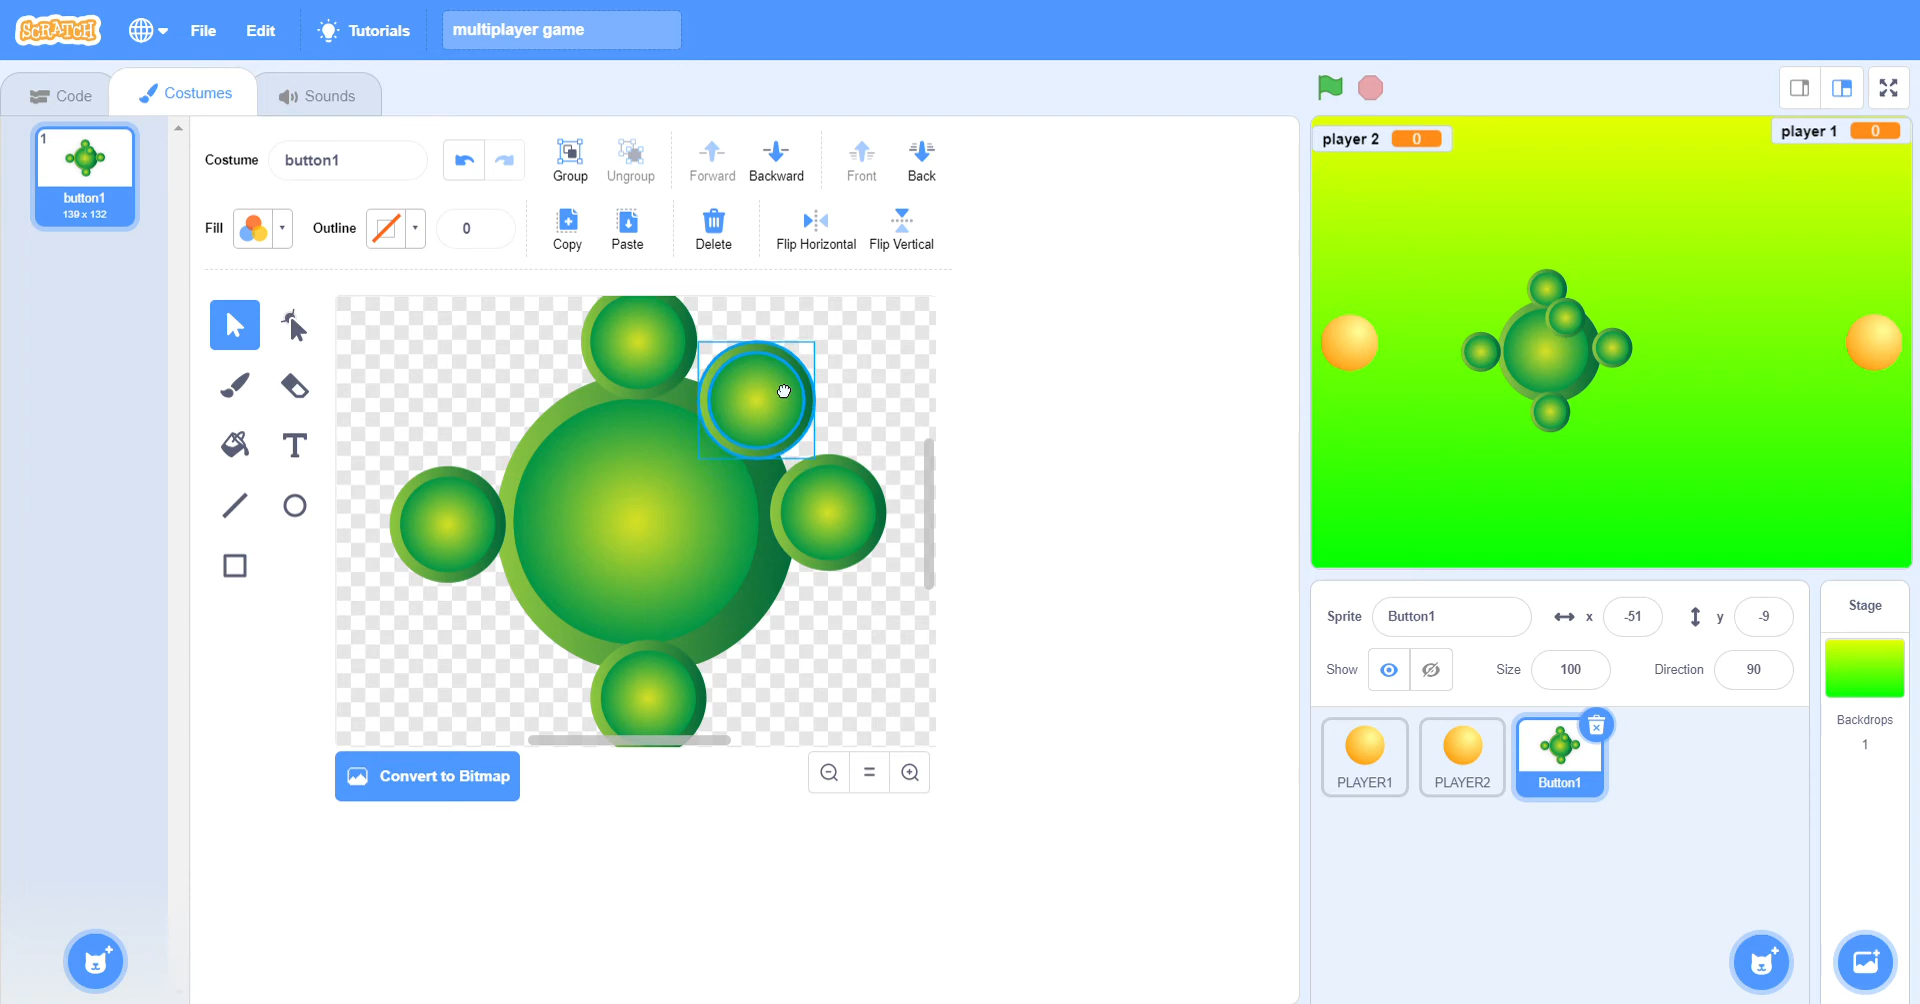 SCRATCH File Edit Tutorials multiplayer game
Code Costumes Sounds
1
button1
139 x 132
Costume button1
Group Ungroup Forward Backward Front Back
Fill Outline 0
Copy Paste Delete Flip Horizontal Flip Vertical
T
Convert to Bitmap
player 2 0
player 1 0
Sprite Button1 x -51 y -9
Show Size 100 Direction 90
PLAYER1 PLAYER2 Button1
Stage
Backdrops
1